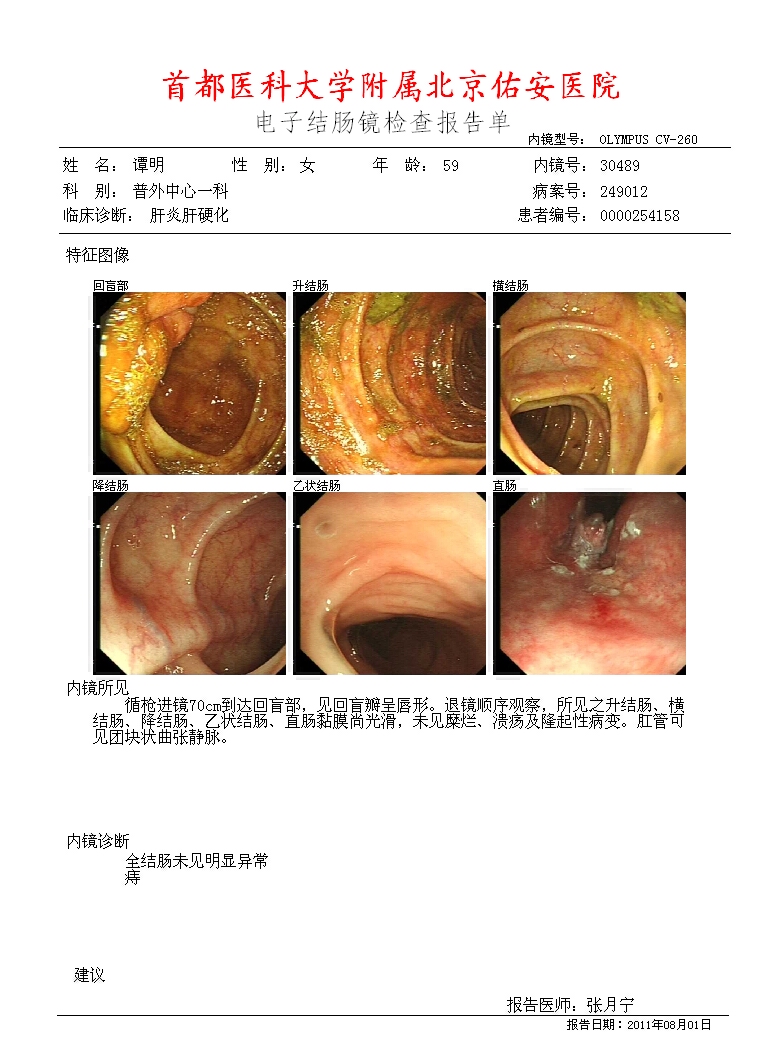 首都医科大学附属北京佑安医院
电子结肠镜检查报告单
内镜型号： OLYMPUS CV-260
姓 名： 谭明 性 别：女 年 龄： 59 内镜号：30489
科 别： 普外中心一科 病案号：249012
临床诊断： 肝炎肝硬化 患者编号：0000254158
特征图像
回盲部 升结肠 横结肠
降结肠 乙状结肠 直肠
内镜所见
循枪进镜70cm到达回盲部，见回盲瓣呈唇形。退镜顺序观察，所见之升结肠、横
结肠、降结肠、乙状结肠、直肠黏膜尚光滑，未见糜烂、溃疡及隆起性病变。肛管可
见团块状曲张静脉。
内镜诊断
全结肠未见明显异常
痔
建议
报告医师：张月宁
报告日期：2011年08月01日